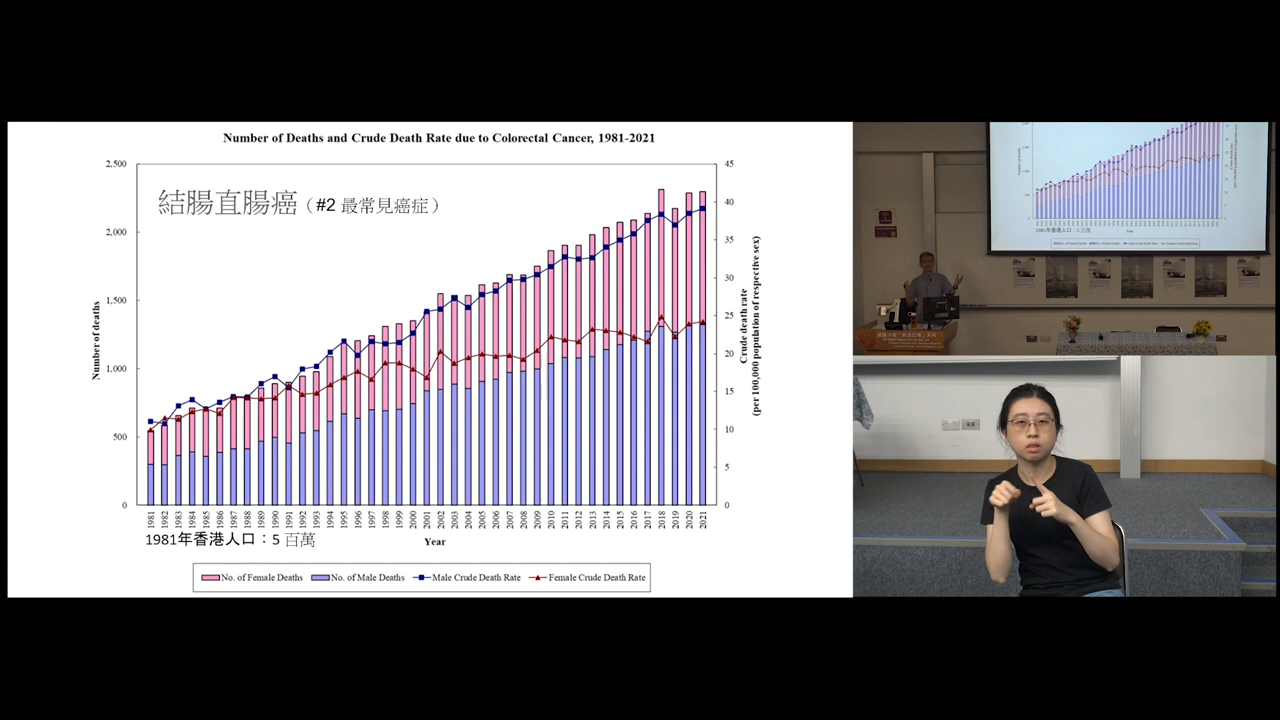 Number of Deaths and Crude Death Rate due to Colorectal Cancer, 1981-2021
結腸直腸癌（#2 最常見癌症）
Number of deaths
2,500
2,000
1,500
1,000
500
0
45
40
35
30
25
20
15
10
5
0
Crude death rate
(per 100,000 population of respective sex)
1981 1982 1983 1984 1985 1986 1987 1988 1989 1990 1991 1992 1993 1994 1995 1996 1997 1998 1999 2000 2001 2002 2003 2004 2005 2006 2007 2008 2009 2010 2011 2012 2013 2014 2015 2016 2017 2018 2019 2020 2021
1981年香港人口：5 百萬
Year
No. of Female Deaths No. of Male Deaths Male Crude Death Rate Female Crude Death Rate
1981年香港人口：5 百萬